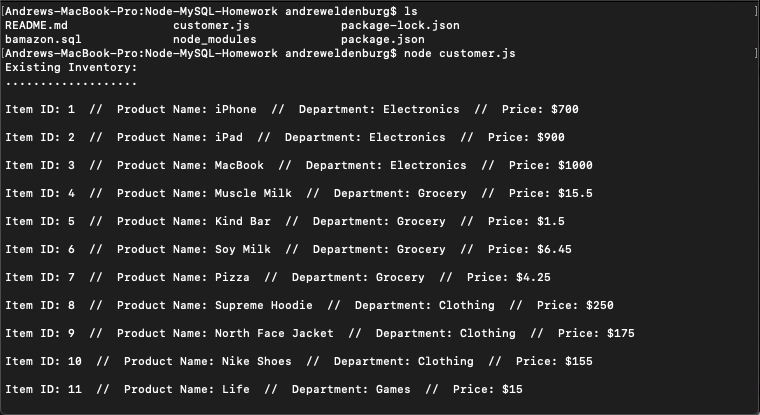 [Andrews-MacBook-Pro:Node-MySQL-Homework andreweldenburg$ ls ]
README.md customer.js package-lock.json
bamazon.sql node_modules package.json
[Andrews-MacBook-Pro:Node-MySQL-Homework andreweldenburg$ node customer.js ]
Existing Inventory:
...................
Item ID: 1 // Product Name: iPhone // Department: Electronics // Price: $700
Item ID: 2 // Product Name: iPad // Department: Electronics // Price: $900
Item ID: 3 // Product Name: MacBook // Department: Electronics // Price: $1000
Item ID: 4 // Product Name: Muscle Milk // Department: Grocery // Price: $15.5
Item ID: 5 // Product Name: Kind Bar // Department: Grocery // Price: $1.5
Item ID: 6 // Product Name: Soy Milk // Department: Grocery // Price: $6.45
Item ID: 7 // Product Name: Pizza // Department: Grocery // Price: $4.25
Item ID: 8 // Product Name: Supreme Hoodie // Department: Clothing // Price: $250
Item ID: 9 // Product Name: North Face Jacket // Department: Clothing // Price: $175
Item ID: 10 // Product Name: Nike Shoes // Department: Clothing // Price: $155
Item ID: 11 // Product Name: Life // Department: Games // Price: $15